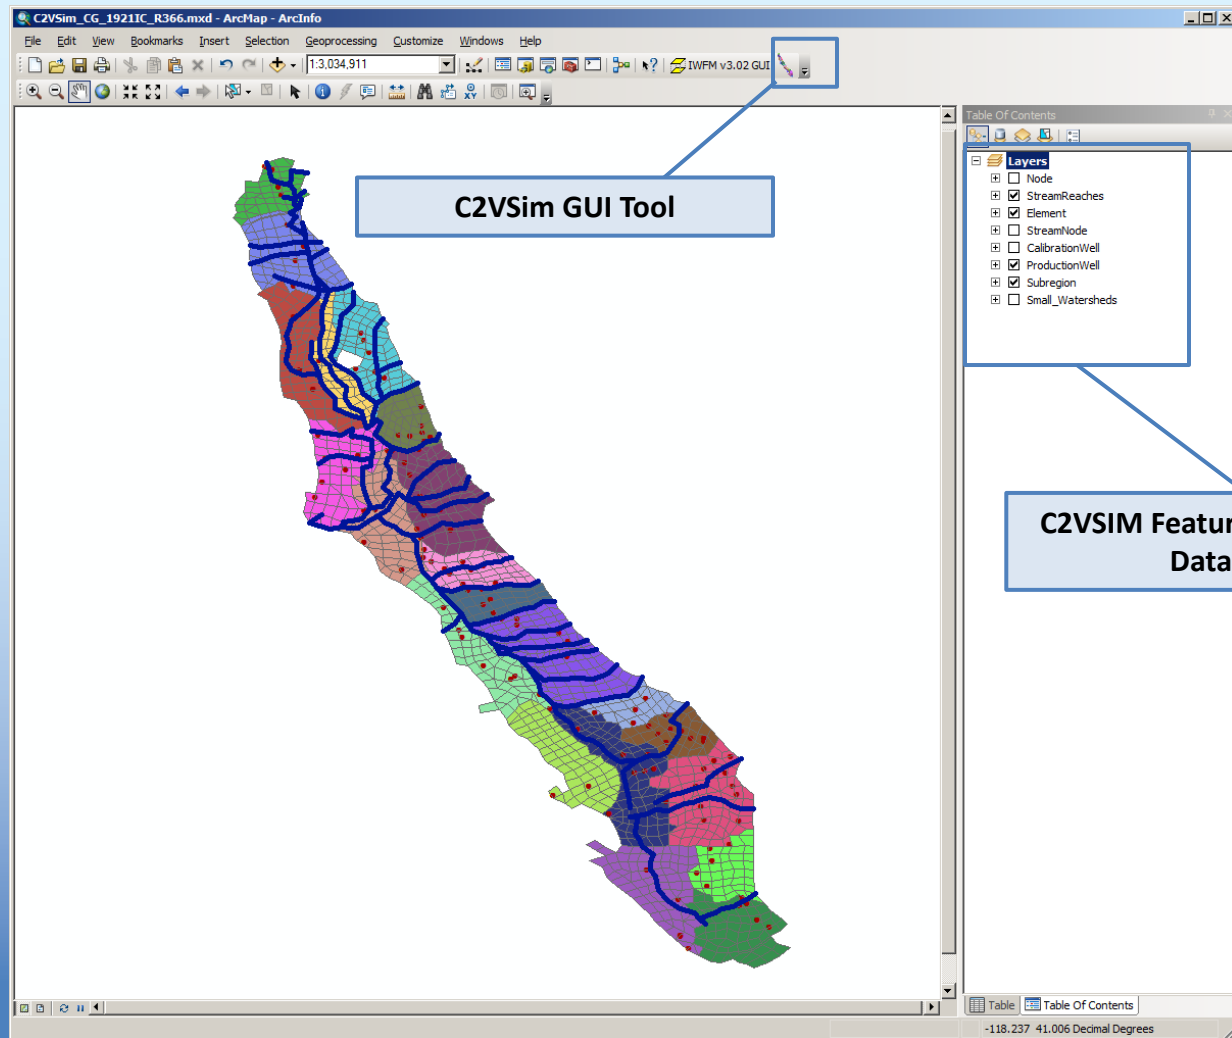 C2VSim_CG_1921IC_R366.mxd - ArcMap - ArcInfo
File Edit View Bookmarks Insert Selection Geoprocessing Customize Windows Help
1:3,034,911
IWFM v3.02 GUI
XY
Table Of Contents
Layers
Node
StreamReaches
Element
StreamNode
CalibrationWell
ProductionWell
Subregion
Small_Watersheds
C2VSim GUI Tool
C2VSIM Featur
Data
Table Table Of Contents
-118.237 41.006 Decimal Degrees